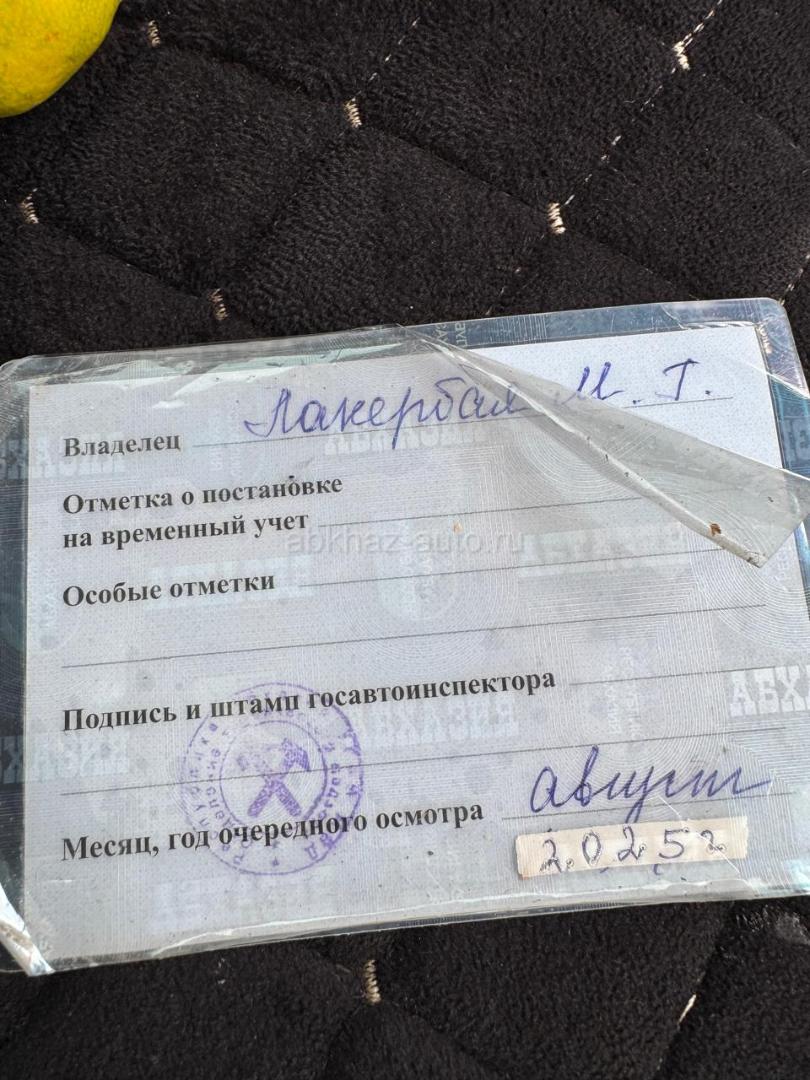 Владелец Лакербая М. Г.
Отметка о постановке
на временный учет
abkhaz-auto.ru
Особые отметки
Подпись и штамп госавтоинспектора
август
Месяц, год очередного осмотра
2025г